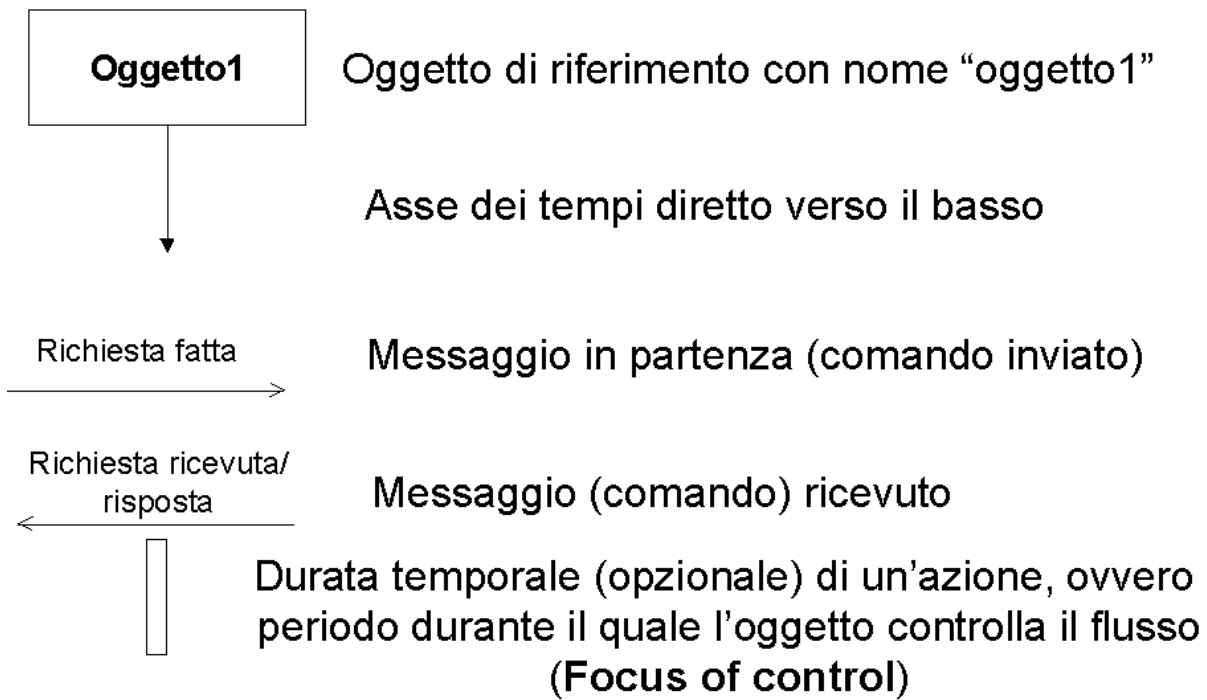 Oggetto1
Oggetto di riferimento con nome “oggetto1”
Asse dei tempi diretto verso il basso
Richiesta fatta
Messaggio in partenza (comando inviato)
Richiesta ricevuta/
risposta
Messaggio (comando) ricevuto
Durata temporale (opzionale) di un’azione, ovvero
periodo durante il quale l’oggetto controlla il flusso
(Focus of control)